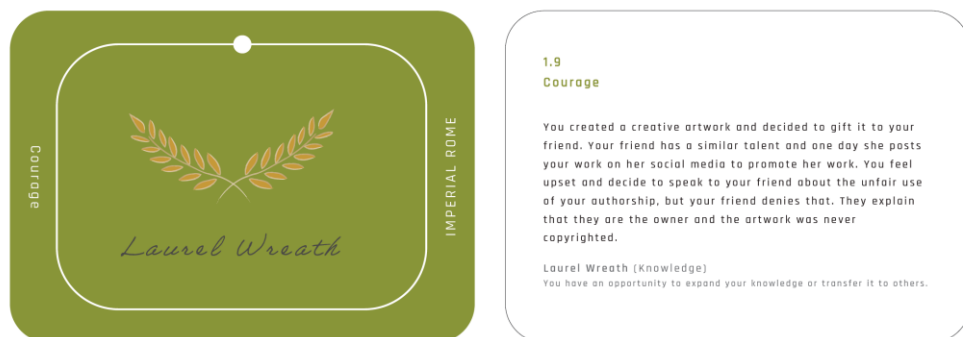 Courage
Laurel Wreath
IMPERIAL ROME
1.9
Courage
You created a creative artwork and decided to gift it to your
friend. Your friend has a similar talent and one day she posts
your work on her social media to promote her work. You feel
upset and decide to speak to your friend about the unfair use
of your authorship, but your friend denies that. They explain
that they are the owner and the artwork was never
copyrighted.
Laurel Wreath (Knowledge)
You have an opportunity to expand your knowledge or transfer it to others.